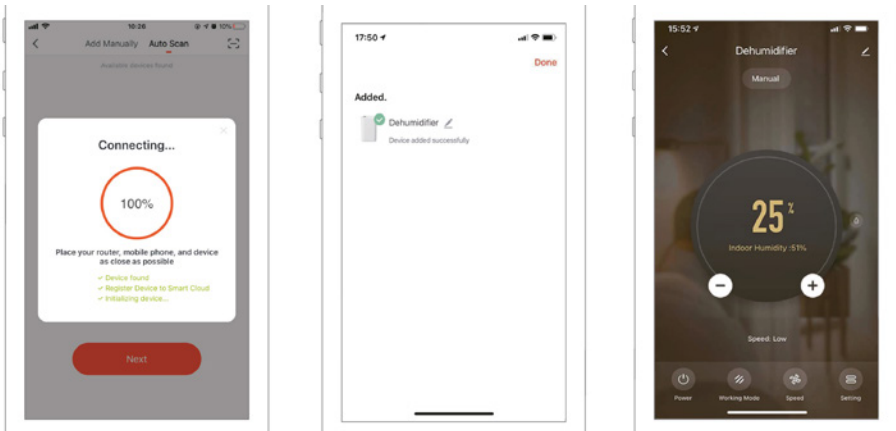 10:26
10%
Add Manually Auto Scan
Available devices found
Connecting...
100%
Place your router, mobile phone, and device
as close as possible
✓ Device found
✓ Register Device to Smart Cloud
✓ Initializing device...
Next
17:50
Done
Added.
Dehumidifier
Device added successfully
15:52
Dehumidifier
Manual
25%
Indoor Humidity :51%
Speed: Low
Power Working Mode Speed Setting